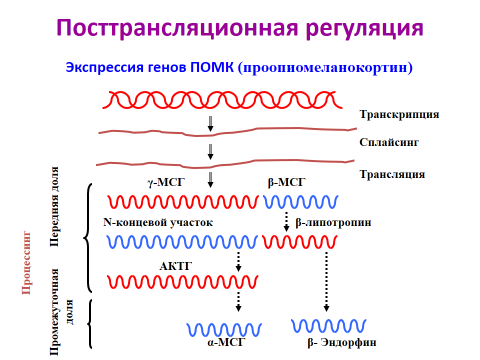 Посттрансляционная регуляция
Экспрессия генов ПОМК (проопиомеланокортин)
Транскрипция
Сплайсинг
Трансляция
γ-МСГ
β-МСГ
N-концевой участок
β-липотропин
АКТГ
α-МСГ
β- Эндорфин
Процессинг
Передняя доля
Промежуточная
доля